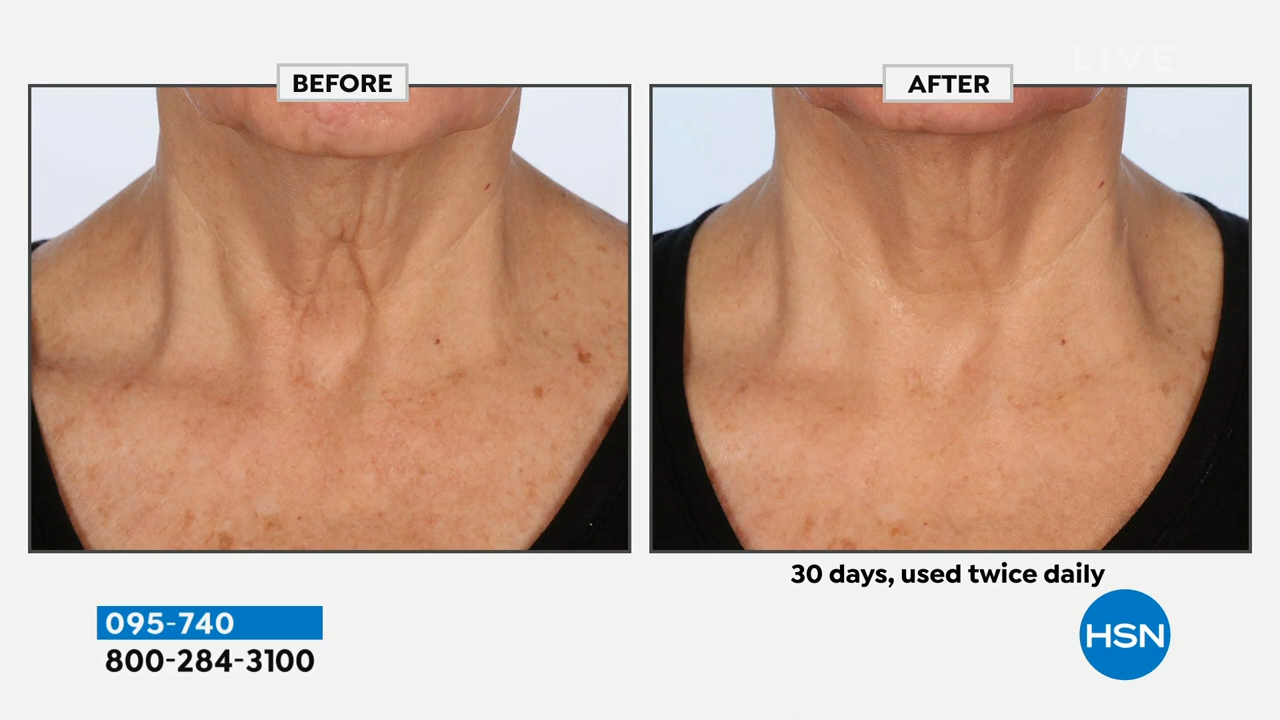 LIVE
BEFORE
AFTER
30 days, used twice daily
095-740
800-284-3100
HSN